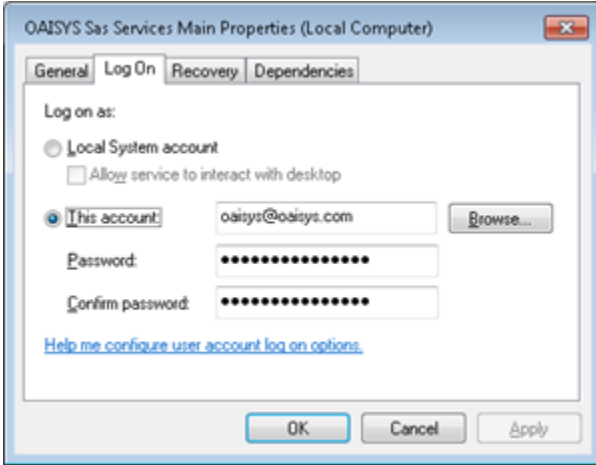 OAISYS Sas Services Main Properties (Local Computer)
General Log On Recovery Dependencies
Log on as:
Local System account
Allow service to interact with desktop
This account: oaisys@oaisys.com Browse...
Password: ●●●●●●●●●●●●●●●
Confirm password: ●●●●●●●●●●●●●●●
Help me configure user account log on options.
OK Cancel Apply